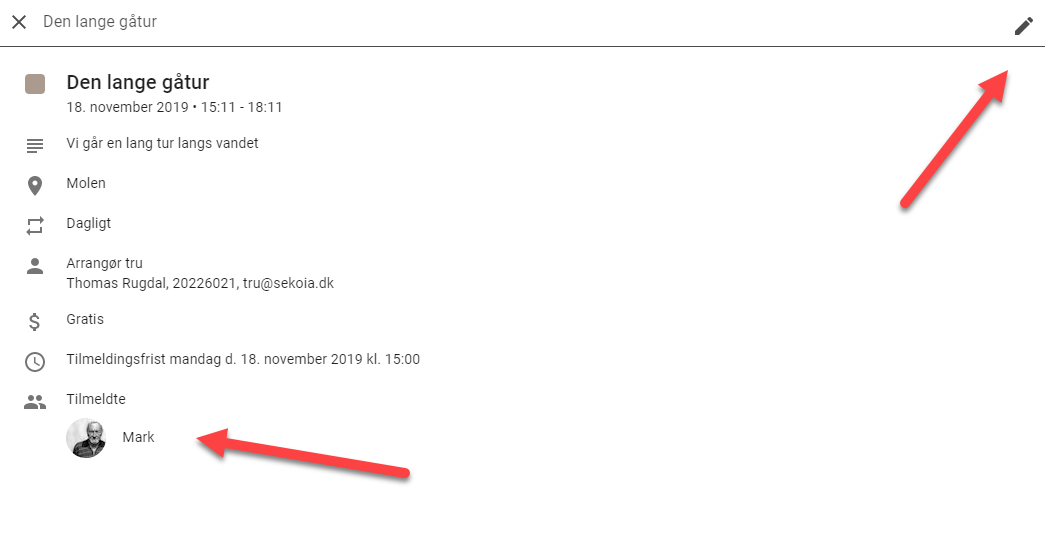 Den lange gåtur
Den lange gåtur
18. november 2019 • 15:11 - 18:11
Vi går en lang tur langs vandet
Molen
Dagligt
Arrangør tru
Thomas Rugdal, 20226021, tru@sekoia.dk
Gratis
Tilmeldingsfrist mandag d. 18. november 2019 kl. 15:00
Tilmeldte
Mark